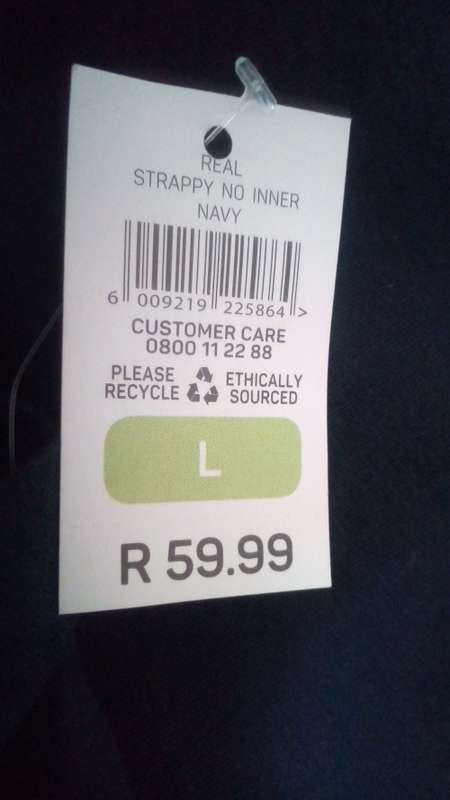 REAL
STRAPPY NO INNER
NAVY
6 009219 225864 >
CUSTOMER CARE
0800 11 22 88
PLEASE RECYCLE
ETHICALLY SOURCED
L
R 59.99